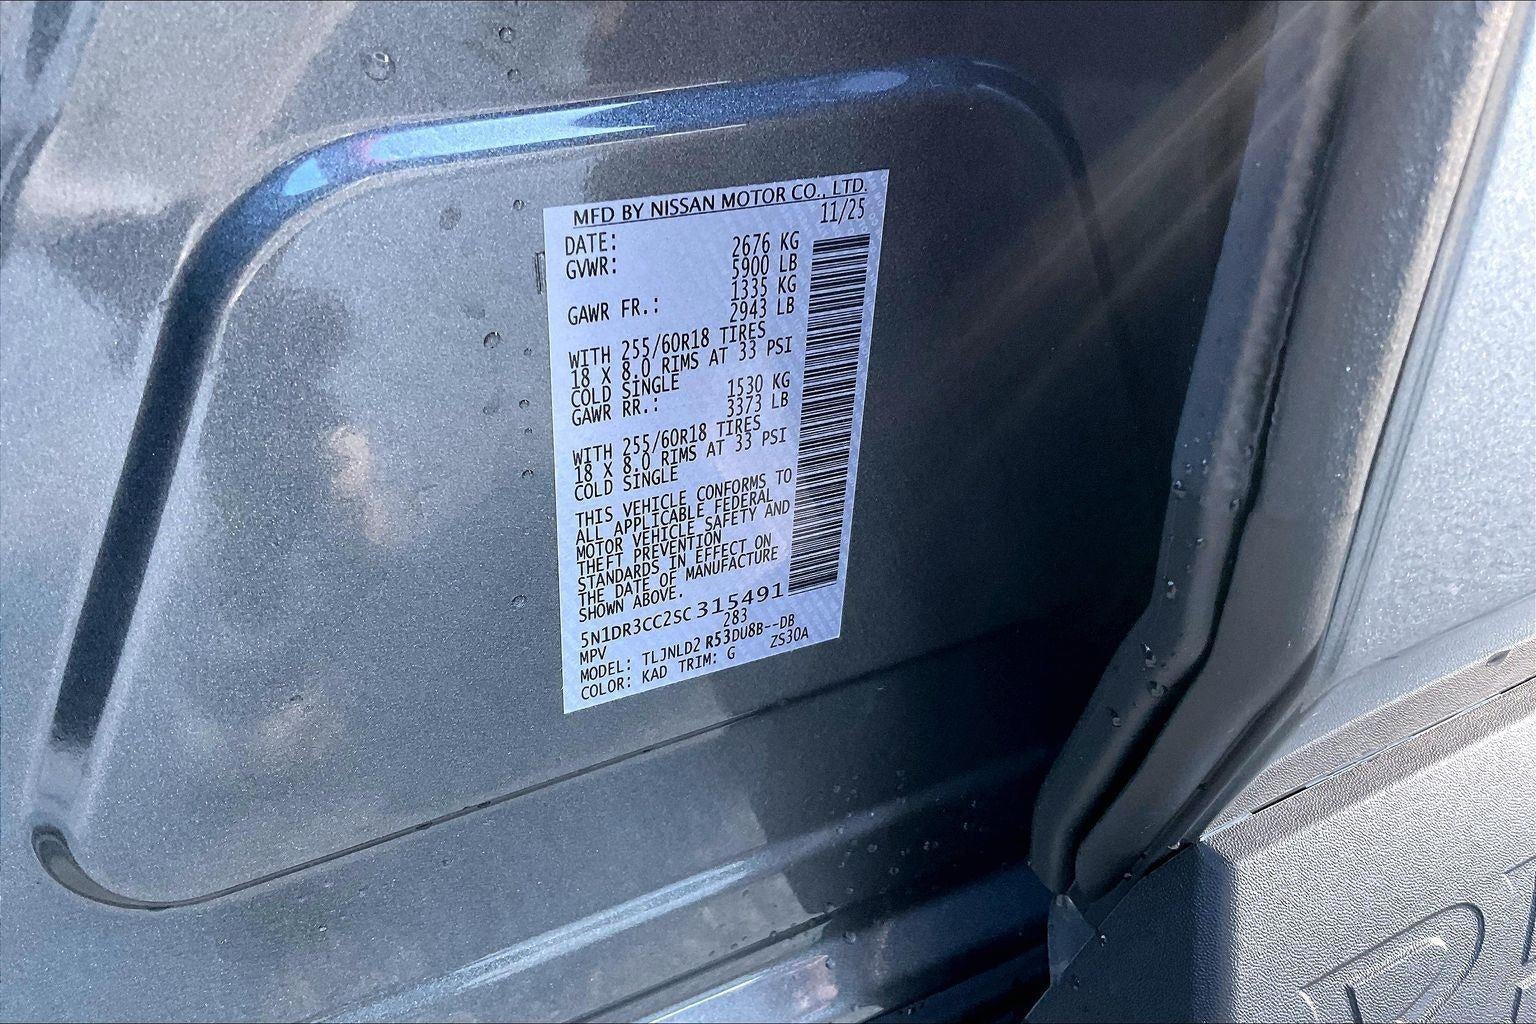 MFD BY NISSAN MOTOR CO., LTD.
DATE: 11/25
GVWR: 2676 KG
5900 LB
GAWR FR.: 1335 KG
2943 LB
WITH 255/60R18 TIRES
18 X 8.0 RIMS AT 33 PSI
COLD SINGLE
GAWR RR.: 1530 KG
3373 LB
WITH 255/60R18 TIRES
18 X 8.0 RIMS AT 33 PSI
COLD SINGLE
THIS VEHICLE CONFORMS TO
ALL APPLICABLE FEDERAL
MOTOR VEHICLE SAFETY AND
THEFT PREVENTION
STANDARDS IN EFFECT ON
THE DATE OF MANUFACTURE
SHOWN ABOVE.
5N1DR3CC2SC315491
MPV 283
MODEL: TLJNLD2 R53DU8B--DB
COLOR: KAD TRIM: G ZS30A